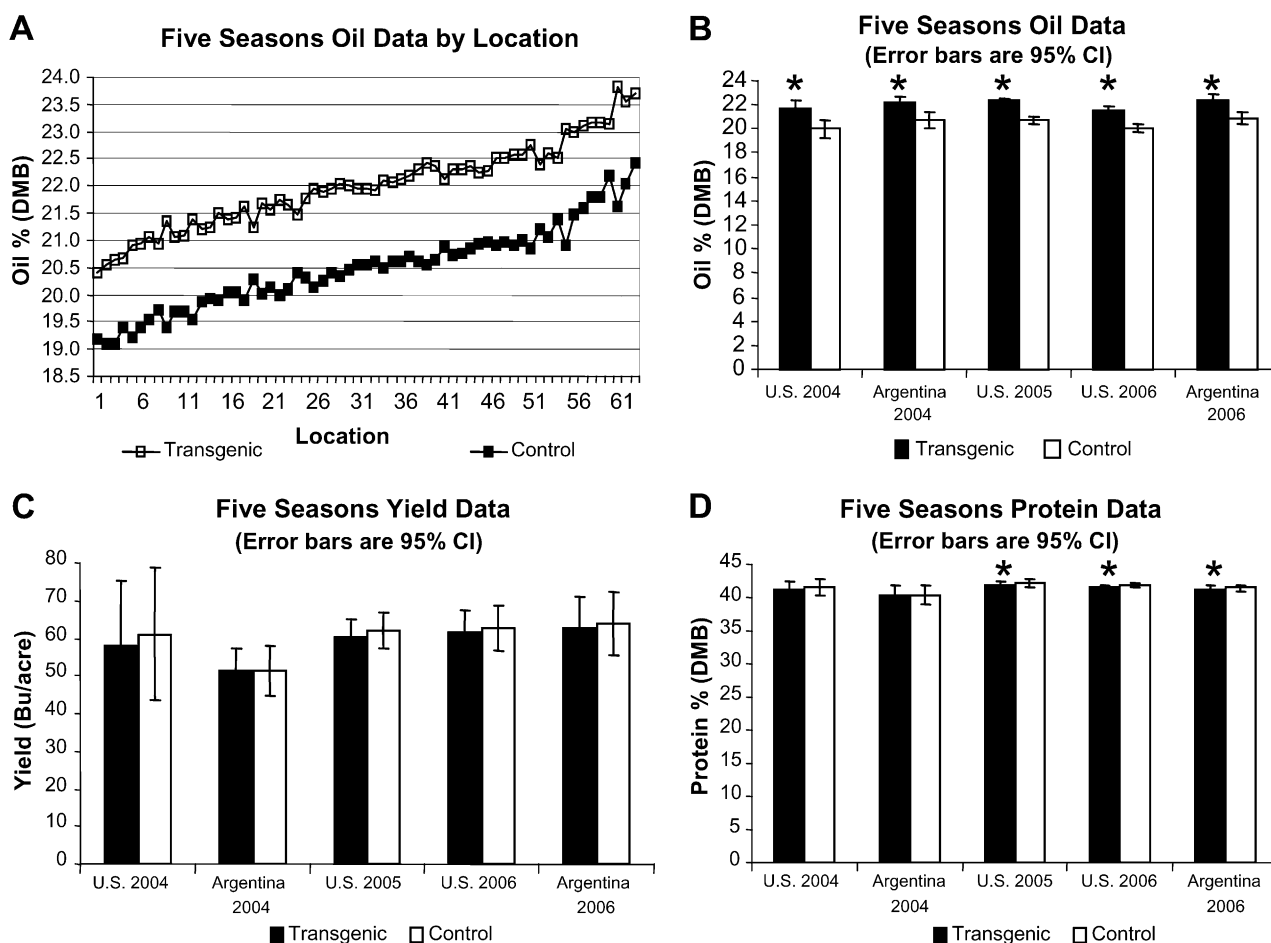 A
Five Seasons Oil Data by Location
Oil % (DMB)
24.0
23.5
23.0
22.5
22.0
21.5
21.0
20.5
20.0
19.5
19.0
18.5
1 6 11 16 21 26 31 36 41 46 51 56 61
Location
Transgenic Control
B
Five Seasons Oil Data
(Error bars are 95% CI)
Oil % (DMB)
24
22
20
18
16
14
12
10
8
6
4
2
0
* * * * *
U.S. 2004 Argentina U.S. 2005 U.S. 2006 Argentina
2004 2006
Transgenic Control
C
Five Seasons Yield Data
(Error bars are 95% CI)
Yield (Bu/acre)
80
70
60
50
40
30
20
10
0
U.S. 2004 Argentina U.S. 2005 U.S. 2006 Argentina
2004 2006
Transgenic Control
D
Five Seasons Protein Data
(Error bars are 95% CI)
Protein % (DMB)
45
40
35
30
25
20
15
10
5
0
* * *
U.S. 2004 Argentina U.S. 2005 U.S. 2006 Argentina
2004 2006
Transgenic Control